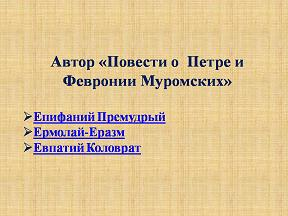 Автор «Повести о Петре и
Февронии Муромских»
Епифаний Премудрый
Ермолай-Еразм
Евпатий Коловрат